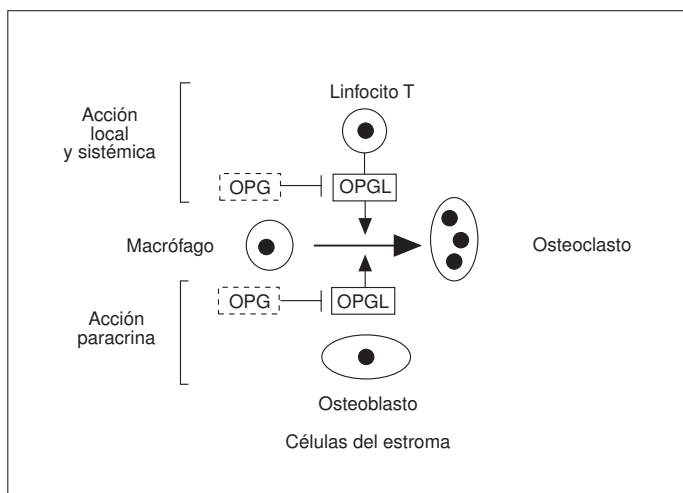 Linfocito T
Acción
local
y sistémica
OPG
OPGL
Macrófago
Osteoclasto
OPG
OPGL
Acción
paracrina
Osteoblasto
Células del estroma